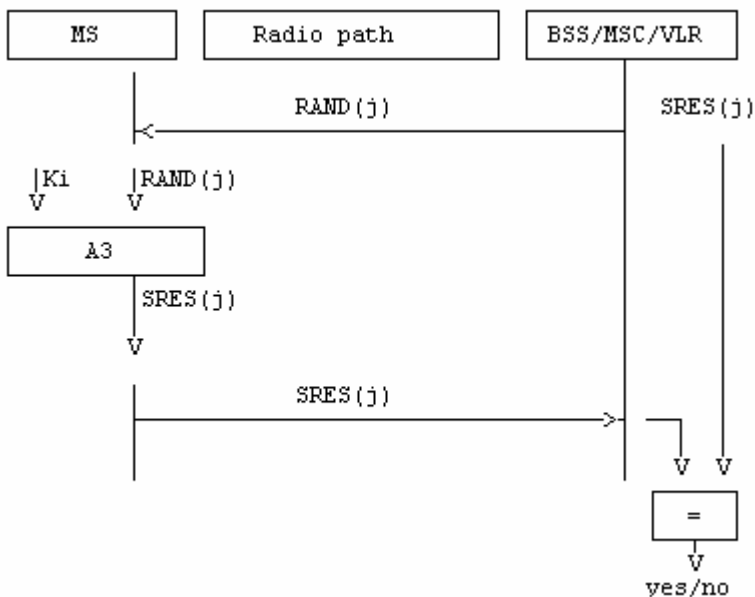 MS
Radio path
BSS/MSC/VLR
RAND(j)
SRES(j)
Ki
RAND(j)
A3
SRES(j)
SRES(j)
=
yes/no